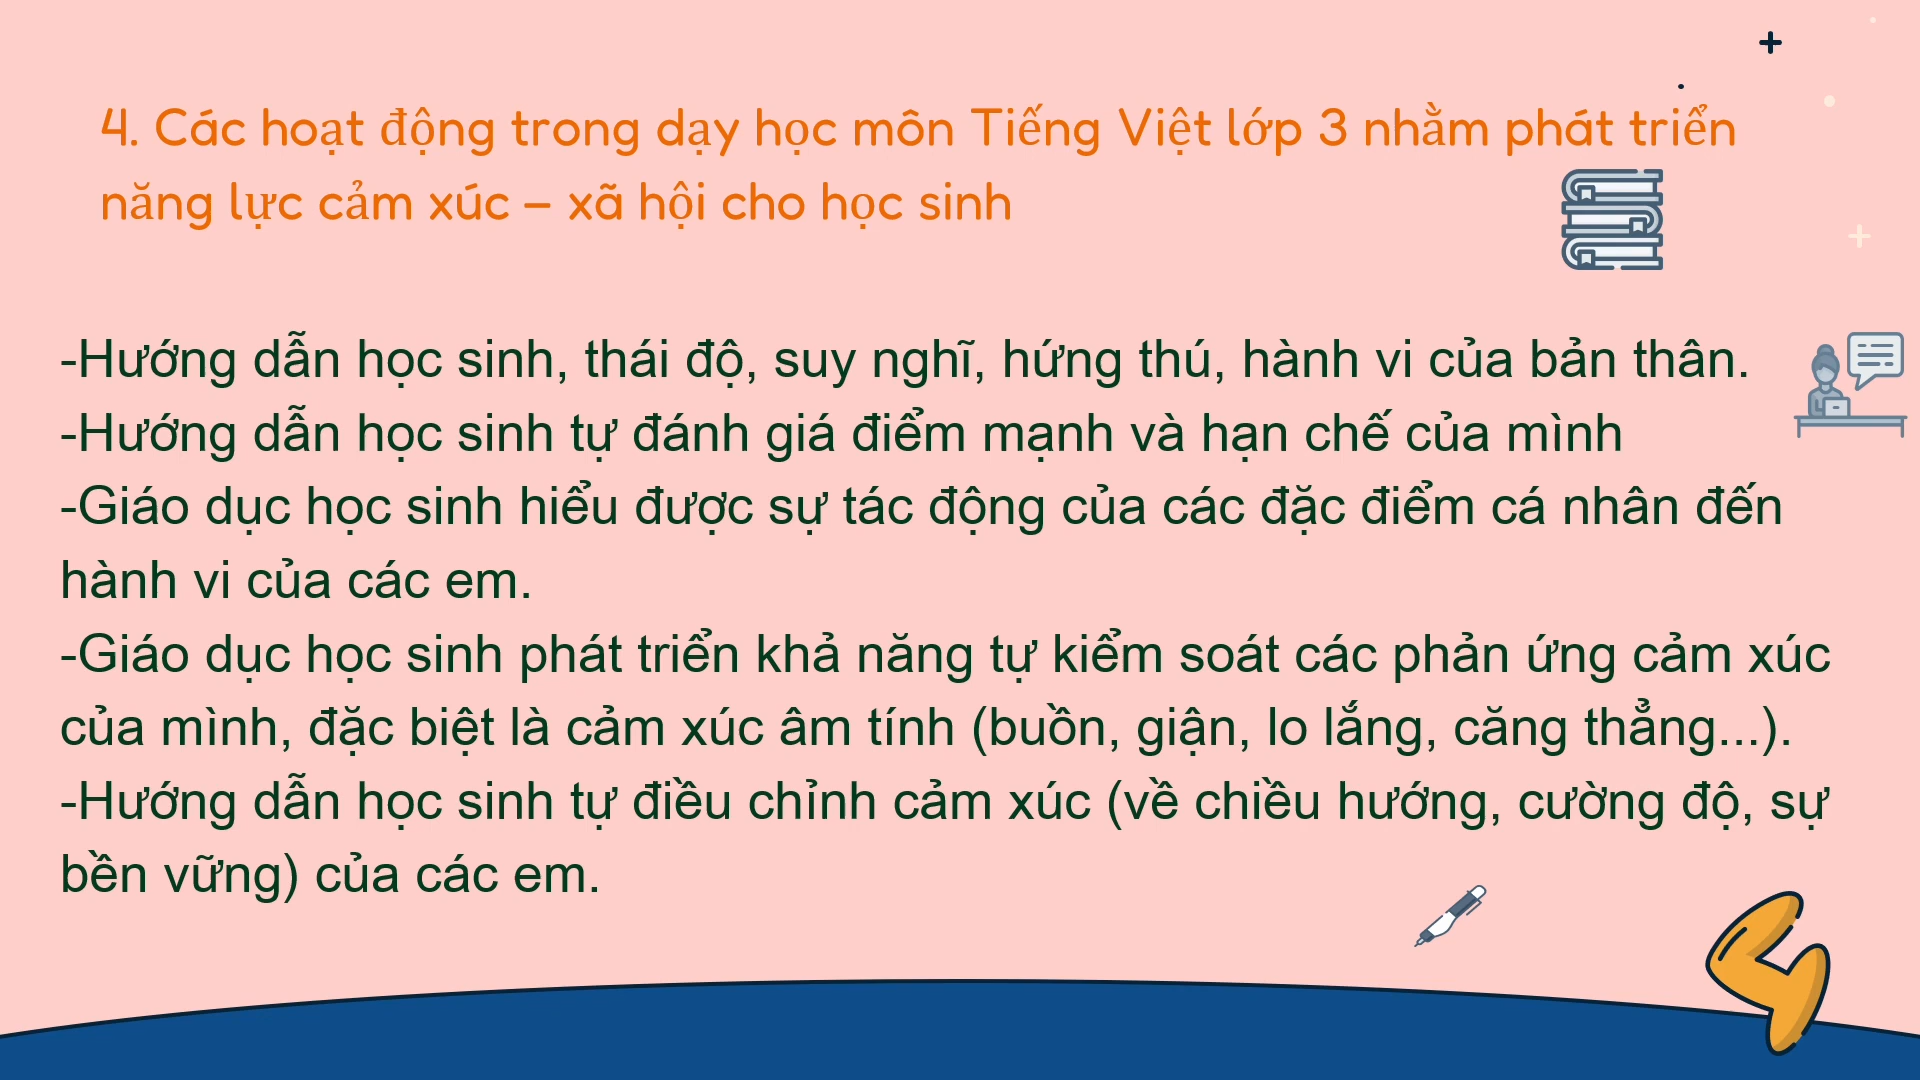 4. Các hoạt động trong dạy học môn Tiếng Việt lớp 3 nhằm phát triển
năng lực cảm xúc – xã hội cho học sinh
-Hướng dẫn học sinh, thái độ, suy nghĩ, hứng thú, hành vi của bản thân.
-Hướng dẫn học sinh tự đánh giá điểm mạnh và hạn chế của mình
-Giáo dục học sinh hiểu được sự tác động của các đặc điểm cá nhân đến
hành vi của các em.
-Giáo dục học sinh phát triển khả năng tự kiểm soát các phản ứng cảm xúc
của mình, đặc biệt là cảm xúc âm tính (buồn, giận, lo lắng, căng thẳng...).
-Hướng dẫn học sinh tự điều chỉnh cảm xúc (về chiều hướng, cường độ, sự
bền vững) của các em.